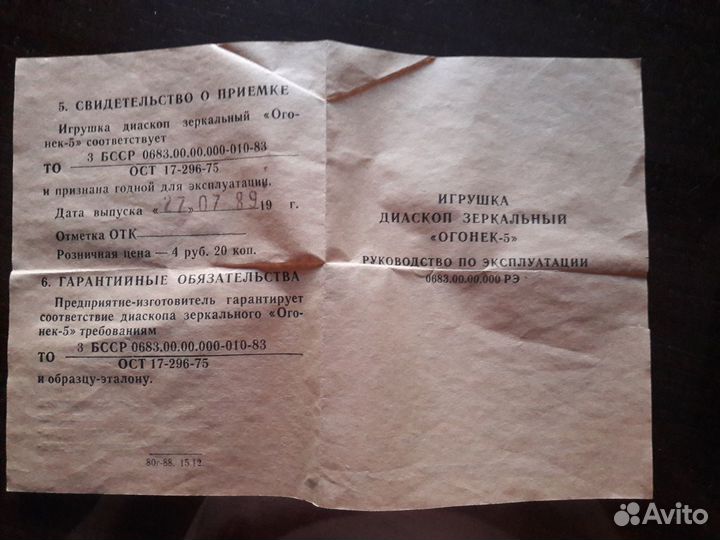 5. СВИДЕТЕЛЬСТВО О ПРИЕМКЕ
Игрушка диаскоп зеркальный «Ого-
нек-5» соответствует
ТО 3 БССР 0683.00.00.000-010-83
ОСТ 17-296-75
и признана годной для эксплуатации.
Дата выпуска «27» 07 89 19 г.
Отметка ОТК
Розничная цена — 4 руб. 20 коп.
6. ГАРАНТИЙНЫЕ ОБЯЗАТЕЛЬСТВА
Предприятие-изготовитель гарантирует
соответствие диаскопа зеркального «Ого-
нек-5» требованиям
ТО 3 БССР 0683.00.00.000-010-83
ОСТ 17-296-75
и образцу-эталону.
80г-88. 15.12.
ИГРУШКА
ДИАСКОП ЗЕРКАЛЬНЫЙ
«ОГОНЕК-5»
РУКОВОДСТВО ПО ЭКСПЛУАТАЦИИ
0683.00.00.000 РЭ
Avito